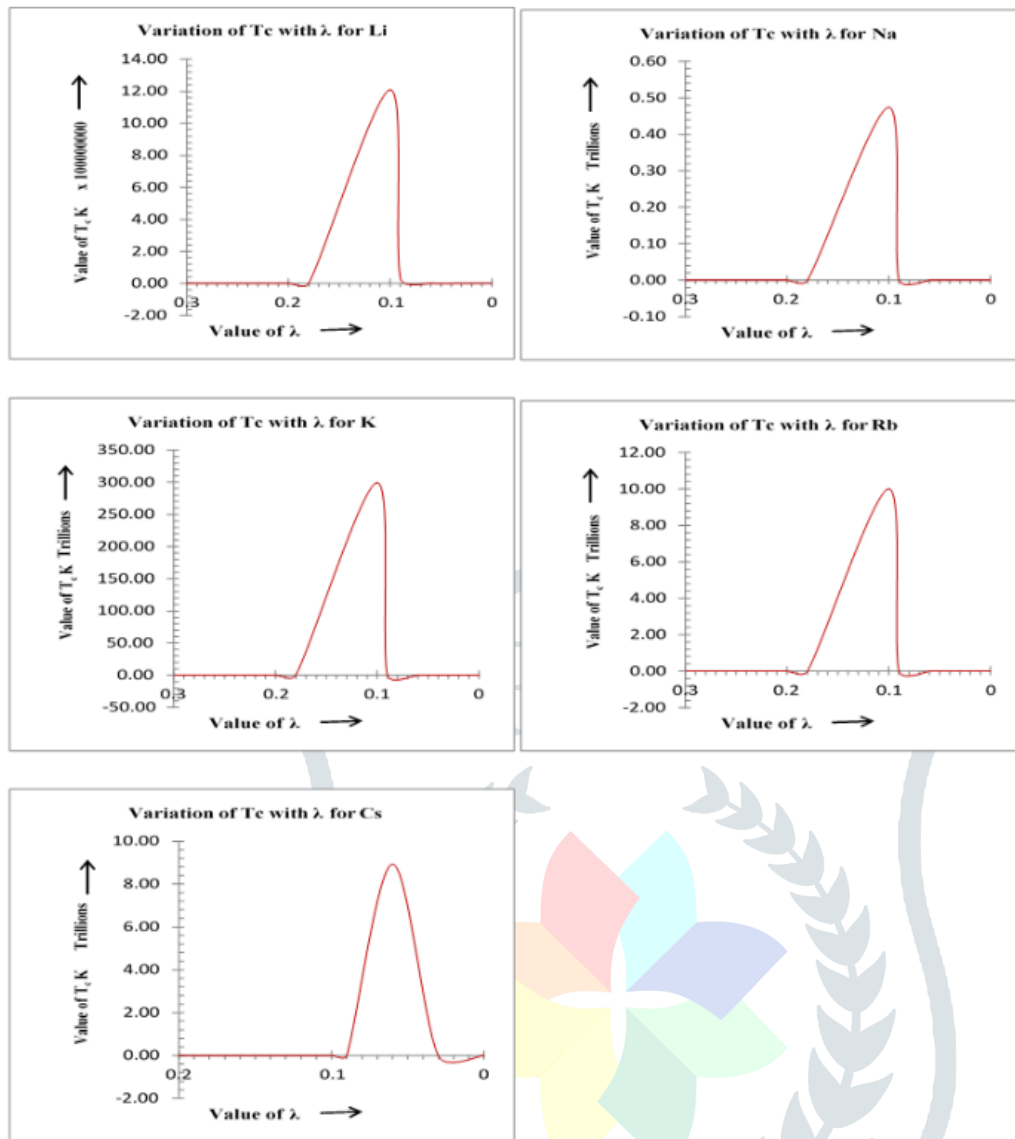 Variation of Tc with λ for Li
Value of Tc K x 100000000
14.00
12.00
10.00
8.00
6.00
4.00
2.00
0.00
-2.00
0.3 0.2 0.1 0
Value of λ
Variation of Tc with λ for Na
Value of Tc K Trillions
0.60
0.50
0.40
0.30
0.20
0.10
0.00
-0.10
0.3 0.2 0.1 0
Value of λ
Variation of Tc with λ for K
Value of Tc K Trillions
350.00
300.00
250.00
200.00
150.00
100.00
50.00
0.00
-50.00
0.3 0.2 0.1 0
Value of λ
Variation of Tc with λ for Rb
Value of Tc K Trillions
12.00
10.00
8.00
6.00
4.00
2.00
0.00
-2.00
0.3 0.2 0.1 0
Value of λ
Variation of Tc with λ for Cs
Value of Tc K Trillions
10.00
8.00
6.00
4.00
2.00
0.00
-2.00
0.2 0.1 0
Value of λ